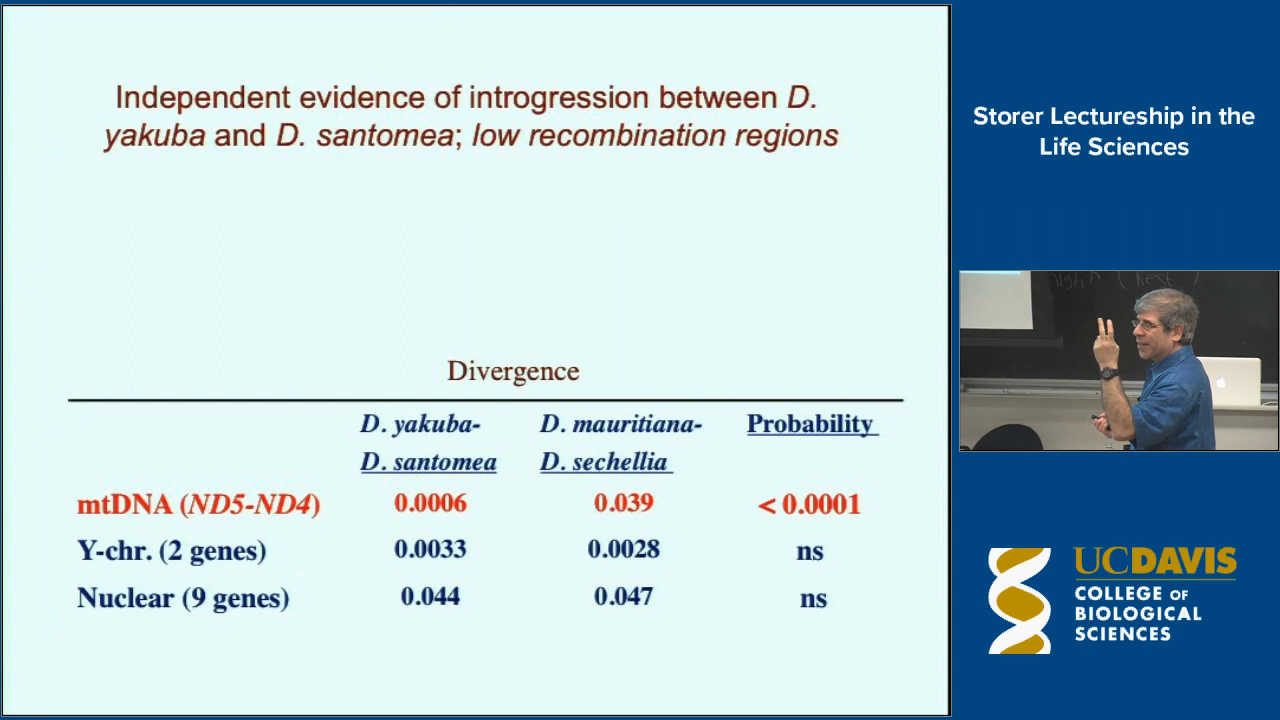 Independent evidence of introgression between D.
yakuba and D. santomea; low recombination regions
Divergence
D. yakuba- D. mauritiana- Probability
D. santomea D. sechellia
mtDNA (ND5-ND4) 0.0006 0.039 < 0.0001
Y-chr. (2 genes) 0.0033 0.0028 ns
Nuclear (9 genes) 0.044 0.047 ns
Storer Lectureship in the
Life Sciences
UCDAVIS
COLLEGE OF
BIOLOGICAL
SCIENCES